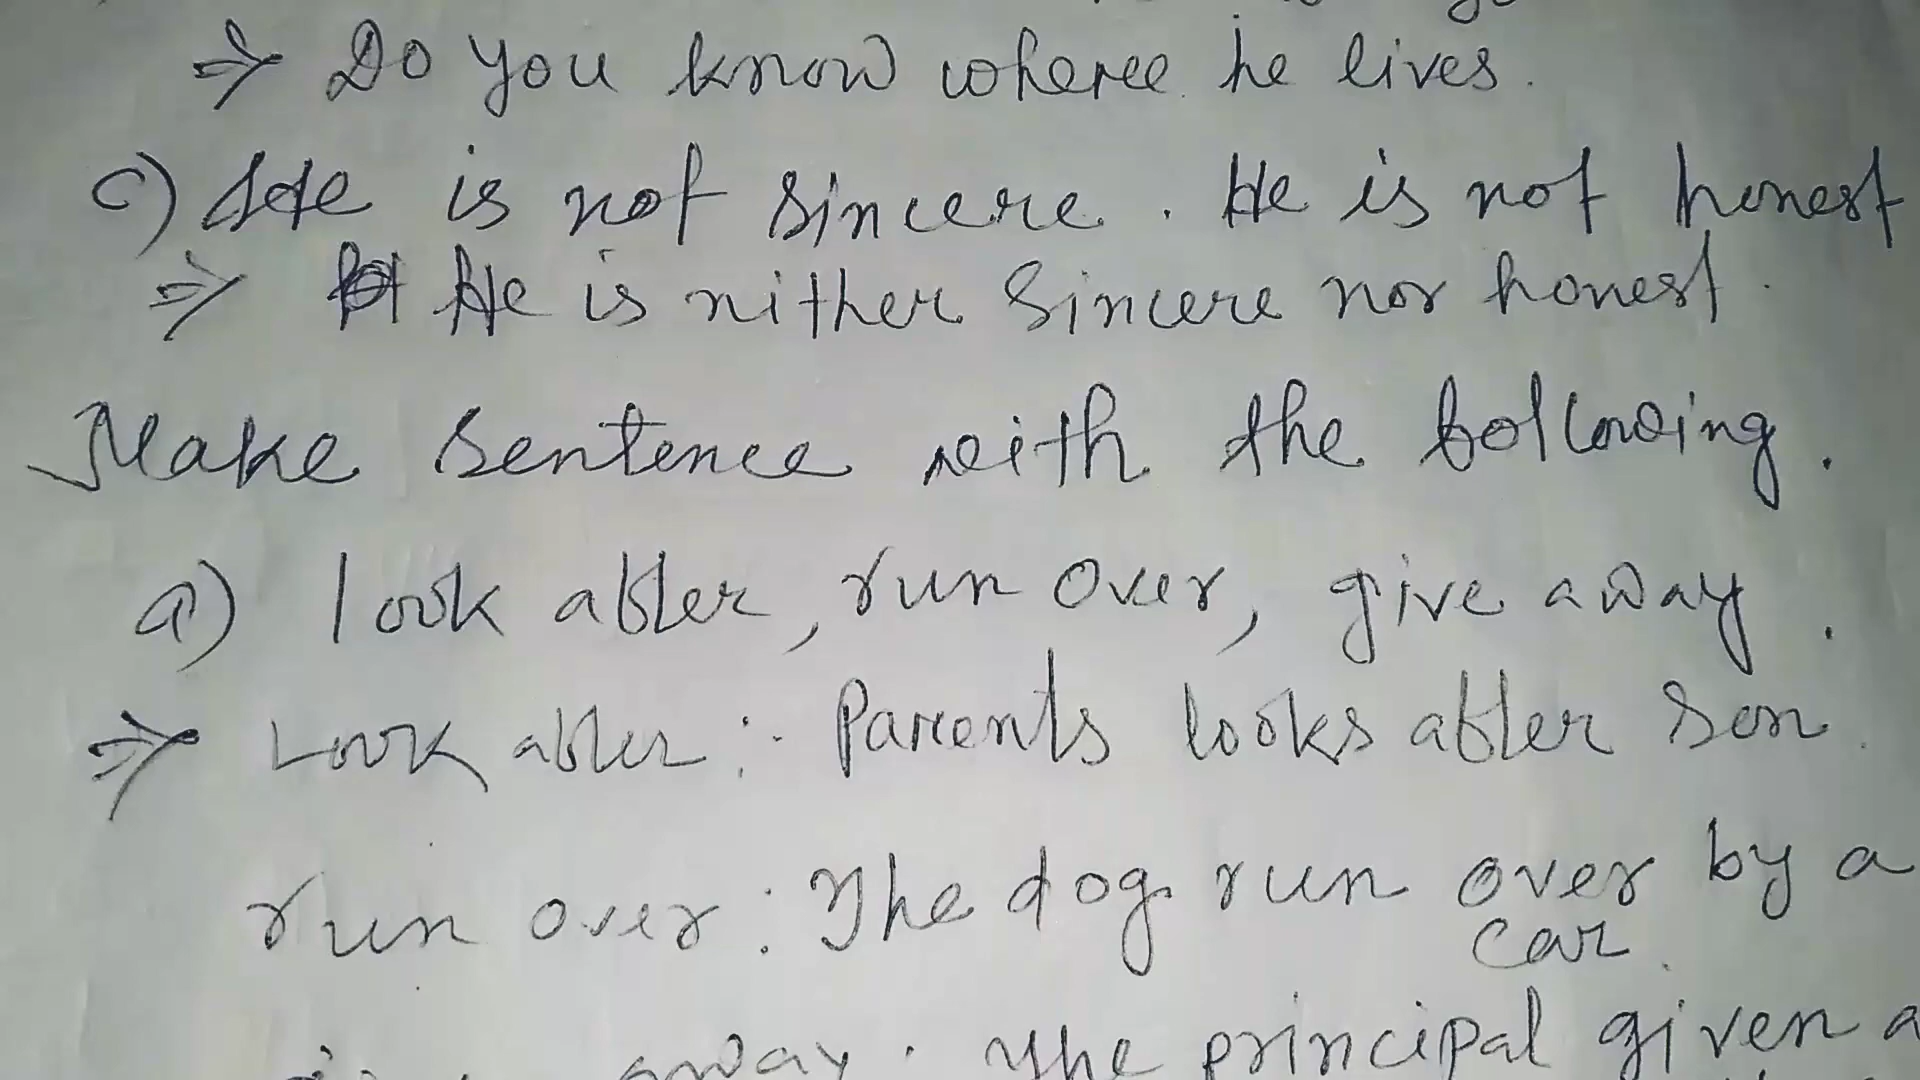 ⇒ Do you know where he lives.
c) He is not sincere. He is not honest
⇒ He is nither Sincere nor honest.
Make sentence with the following.
a) look after, run over, give away.
⇒ Look after :- Parents looks after son.
run over : The dog run over by a
car.
away. The principal given a